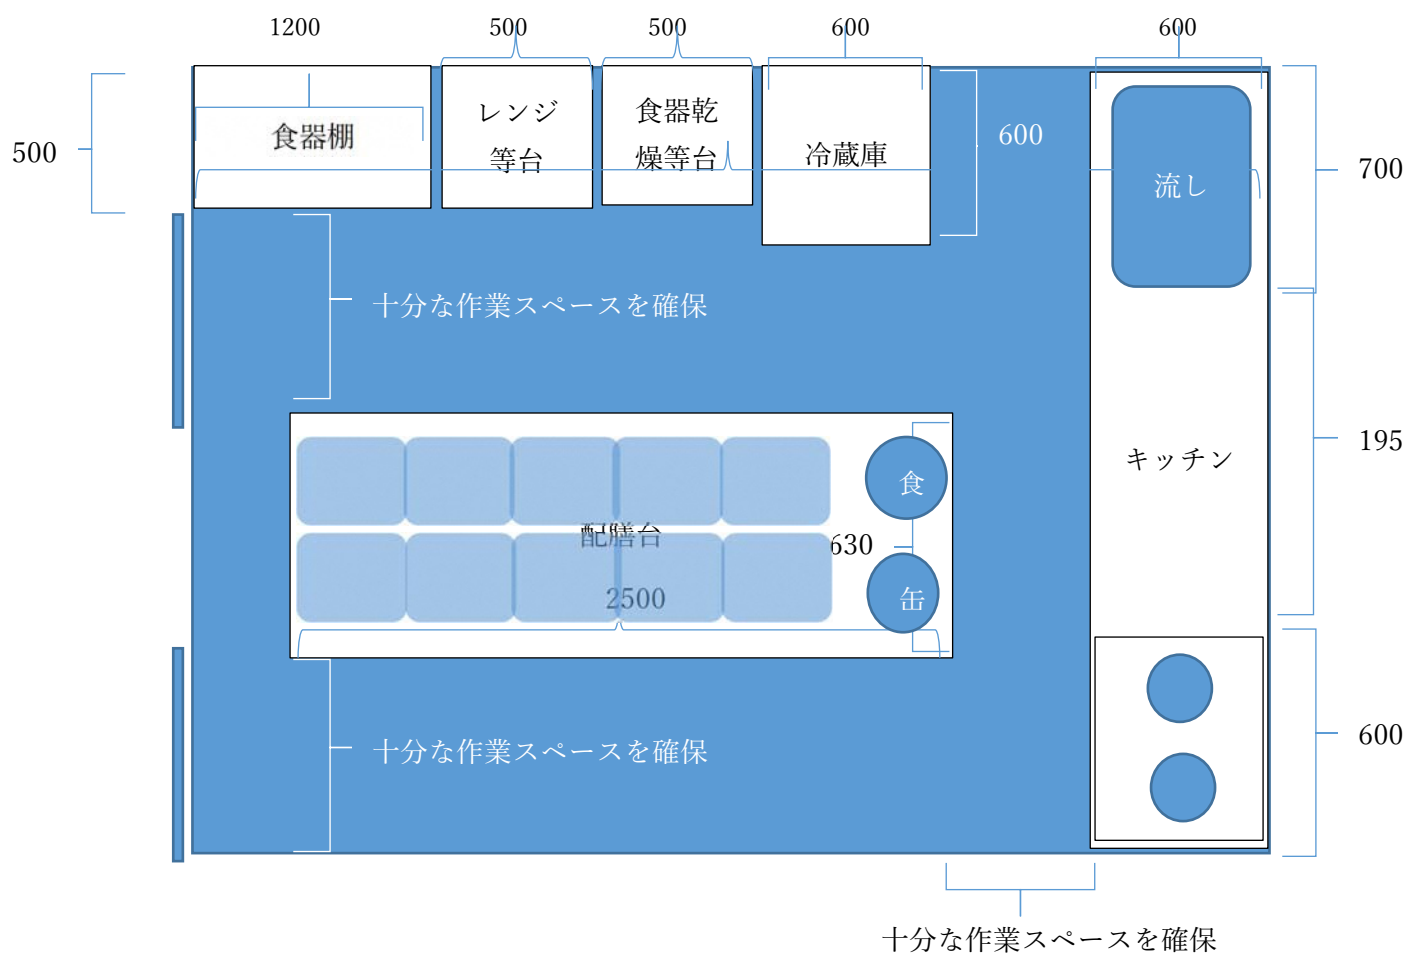 1200
500
500
600
600
500
食器棚
レンジ
等台
食器乾
燥等台
冷蔵庫
600
流し
700
十分な作業スペースを確保
キッチン
195
食
配膳台
630
缶
2500
十分な作業スペースを確保
600
十分な作業スペースを確保